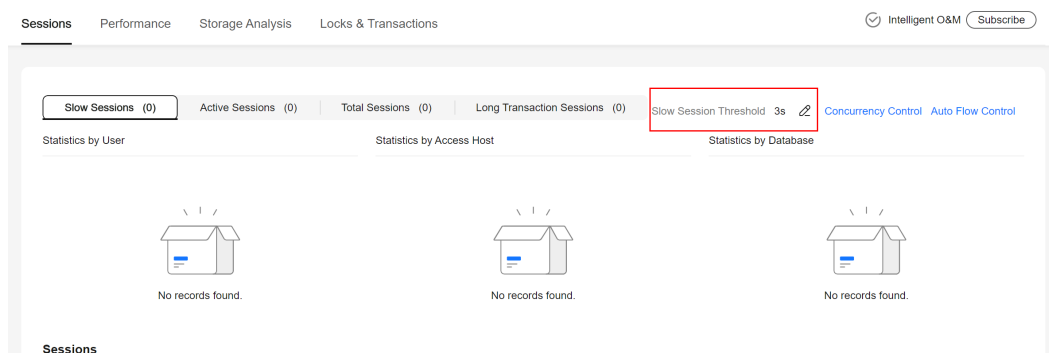 Sessions Performance Storage Analysis Locks & Transactions Intelligent O&M Subscribe
Slow Sessions (0) Active Sessions (0) Total Sessions (0) Long Transaction Sessions (0) Slow Session Threshold 3s Concurrency Control Auto Flow Control
Statistics by User Statistics by Access Host Statistics by Database
No records found. No records found. No records found.
Sessions